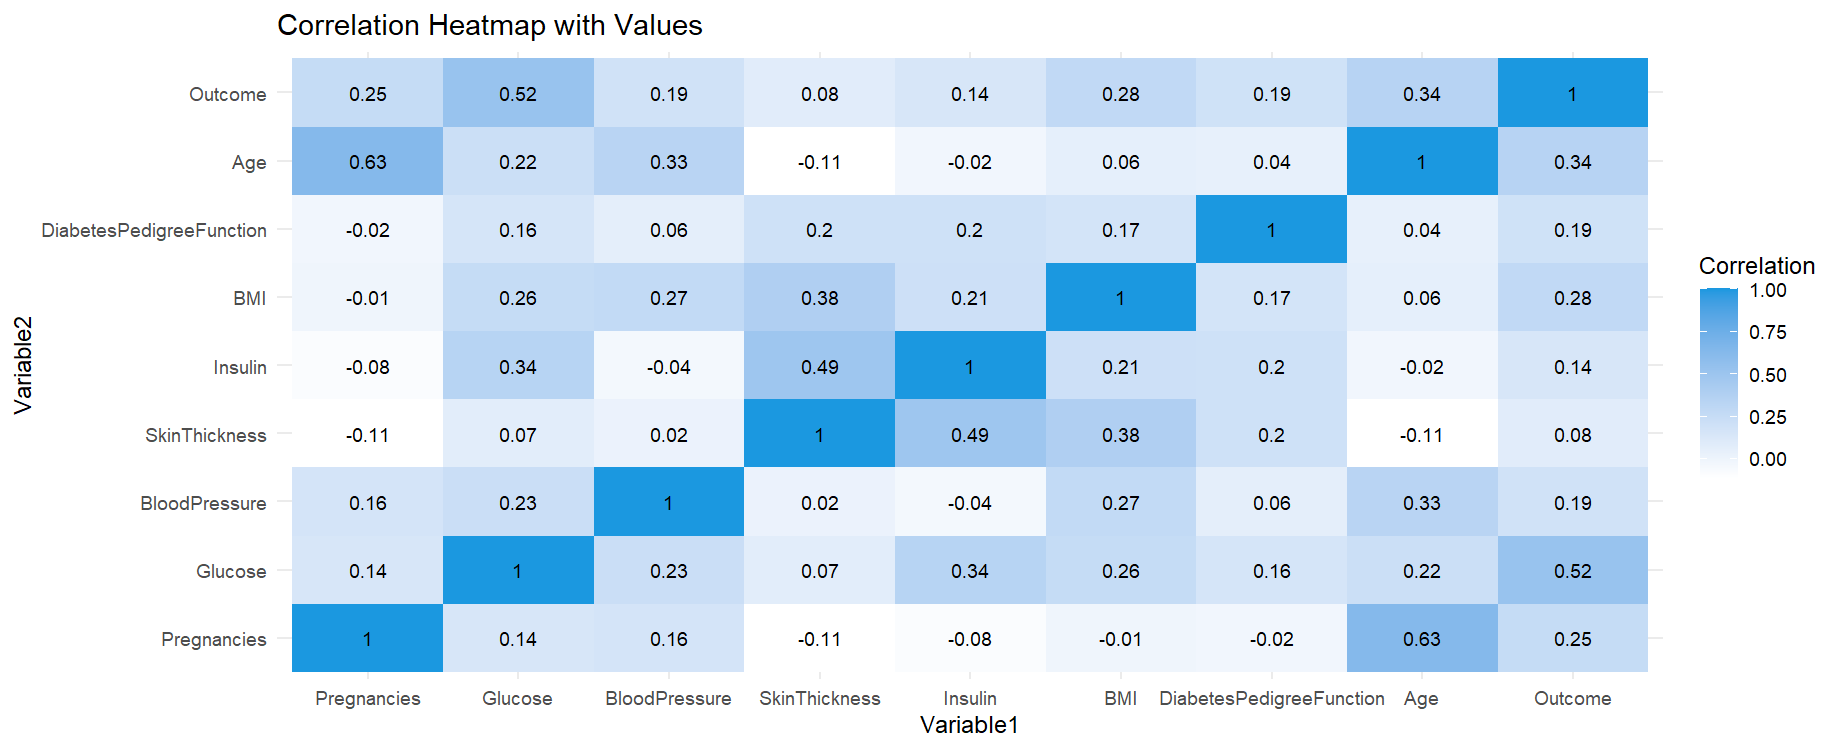 Correlation Heatmap with Values
Outcome 0.25 0.52 0.19 0.08 0.14 0.28 0.19 0.34 1
Age 0.63 0.22 0.33 -0.11 -0.02 0.06 0.04 1 0.34
DiabetesPedigreeFunction -0.02 0.16 0.06 0.2 0.2 0.17 1 0.04 0.19
BMI -0.01 0.26 0.27 0.38 0.21 1 0.17 0.06 0.28
Insulin -0.08 0.34 -0.04 0.49 1 0.21 0.2 -0.02 0.14
SkinThickness -0.11 0.07 0.02 1 0.49 0.38 0.2 -0.11 0.08
BloodPressure 0.16 0.23 1 0.02 -0.04 0.27 0.06 0.33 0.19
Glucose 0.14 1 0.23 0.07 0.34 0.26 0.16 0.22 0.52
Pregnancies 1 0.14 0.16 -0.11 -0.08 -0.01 -0.02 0.63 0.25
Pregnancies Glucose BloodPressure SkinThickness Insulin BMI DiabetesPedigreeFunction Age Outcome
Variable1
Variable2
Correlation
1.00
0.75
0.50
0.25
0.00